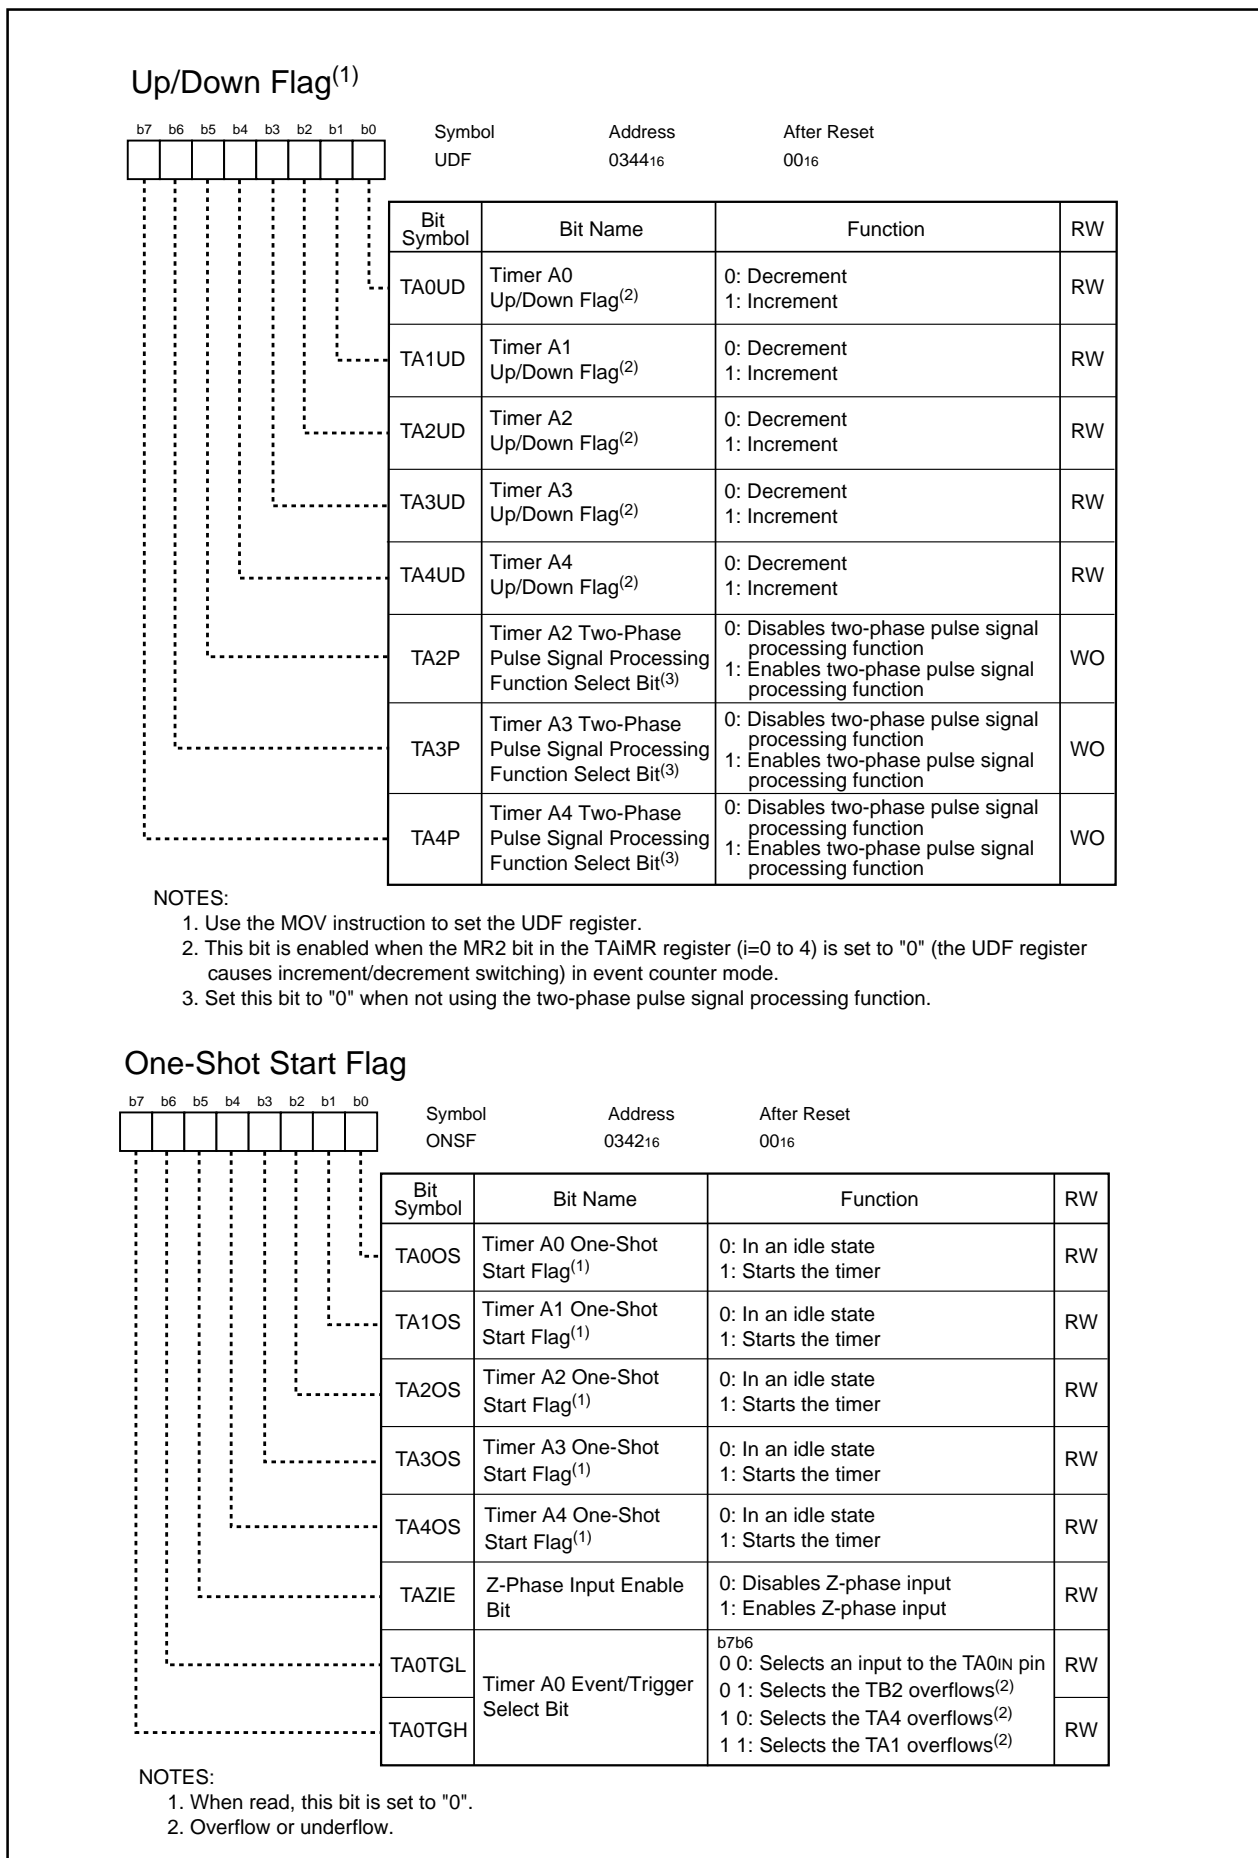 Up/Down Flag(1)
b7 b6 b5 b4 b3 b2 b1 b0
Symbol Address After Reset
UDF 034416 0016
Bit Symbol Bit Name Function RW
TA0UD Timer A0 Up/Down Flag(2) 0: Decrement 1: Increment RW
TA1UD Timer A1 Up/Down Flag(2) 0: Decrement 1: Increment RW
TA2UD Timer A2 Up/Down Flag(2) 0: Decrement 1: Increment RW
TA3UD Timer A3 Up/Down Flag(2) 0: Decrement 1: Increment RW
TA4UD Timer A4 Up/Down Flag(2) 0: Decrement 1: Increment RW
TA2P Timer A2 Two-Phase Pulse Signal Processing Function Select Bit(3) 0: Disables two-phase pulse signal processing function 1: Enables two-phase pulse signal processing function WO
TA3P Timer A3 Two-Phase Pulse Signal Processing Function Select Bit(3) 0: Disables two-phase pulse signal processing function 1: Enables two-phase pulse signal processing function WO
TA4P Timer A4 Two-Phase Pulse Signal Processing Function Select Bit(3) 0: Disables two-phase pulse signal processing function 1: Enables two-phase pulse signal processing function WO
NOTES:
1. Use the MOV instruction to set the UDF register.
2. This bit is enabled when the MR2 bit in the TAiMR register (i=0 to 4) is set to "0" (the UDF register
causes increment/decrement switching) in event counter mode.
3. Set this bit to "0" when not using the two-phase pulse signal processing function.
One-Shot Start Flag
b7 b6 b5 b4 b3 b2 b1 b0
Symbol Address After Reset
ONSF 034216 0016
Bit Symbol Bit Name Function RW
TA0OS Timer A0 One-Shot Start Flag(1) 0: In an idle state 1: Starts the timer RW
TA1OS Timer A1 One-Shot Start Flag(1) 0: In an idle state 1: Starts the timer RW
TA2OS Timer A2 One-Shot Start Flag(1) 0: In an idle state 1: Starts the timer RW
TA3OS Timer A3 One-Shot Start Flag(1) 0: In an idle state 1: Starts the timer RW
TA4OS Timer A4 One-Shot Start Flag(1) 0: In an idle state 1: Starts the timer RW
TAZIE Z-Phase Input Enable Bit 0: Disables Z-phase input 1: Enables Z-phase input RW
TA0TGL Timer A0 Event/Trigger Select Bit b7b6 0 0: Selects an input to the TA0IN pin RW
0 1: Selects the TB2 overflows(2)
TA0TGH 1 0: Selects the TA4 overflows(2) RW
1 1: Selects the TA1 overflows(2)
NOTES:
1. When read, this bit is set to "0".
2. Overflow or underflow.